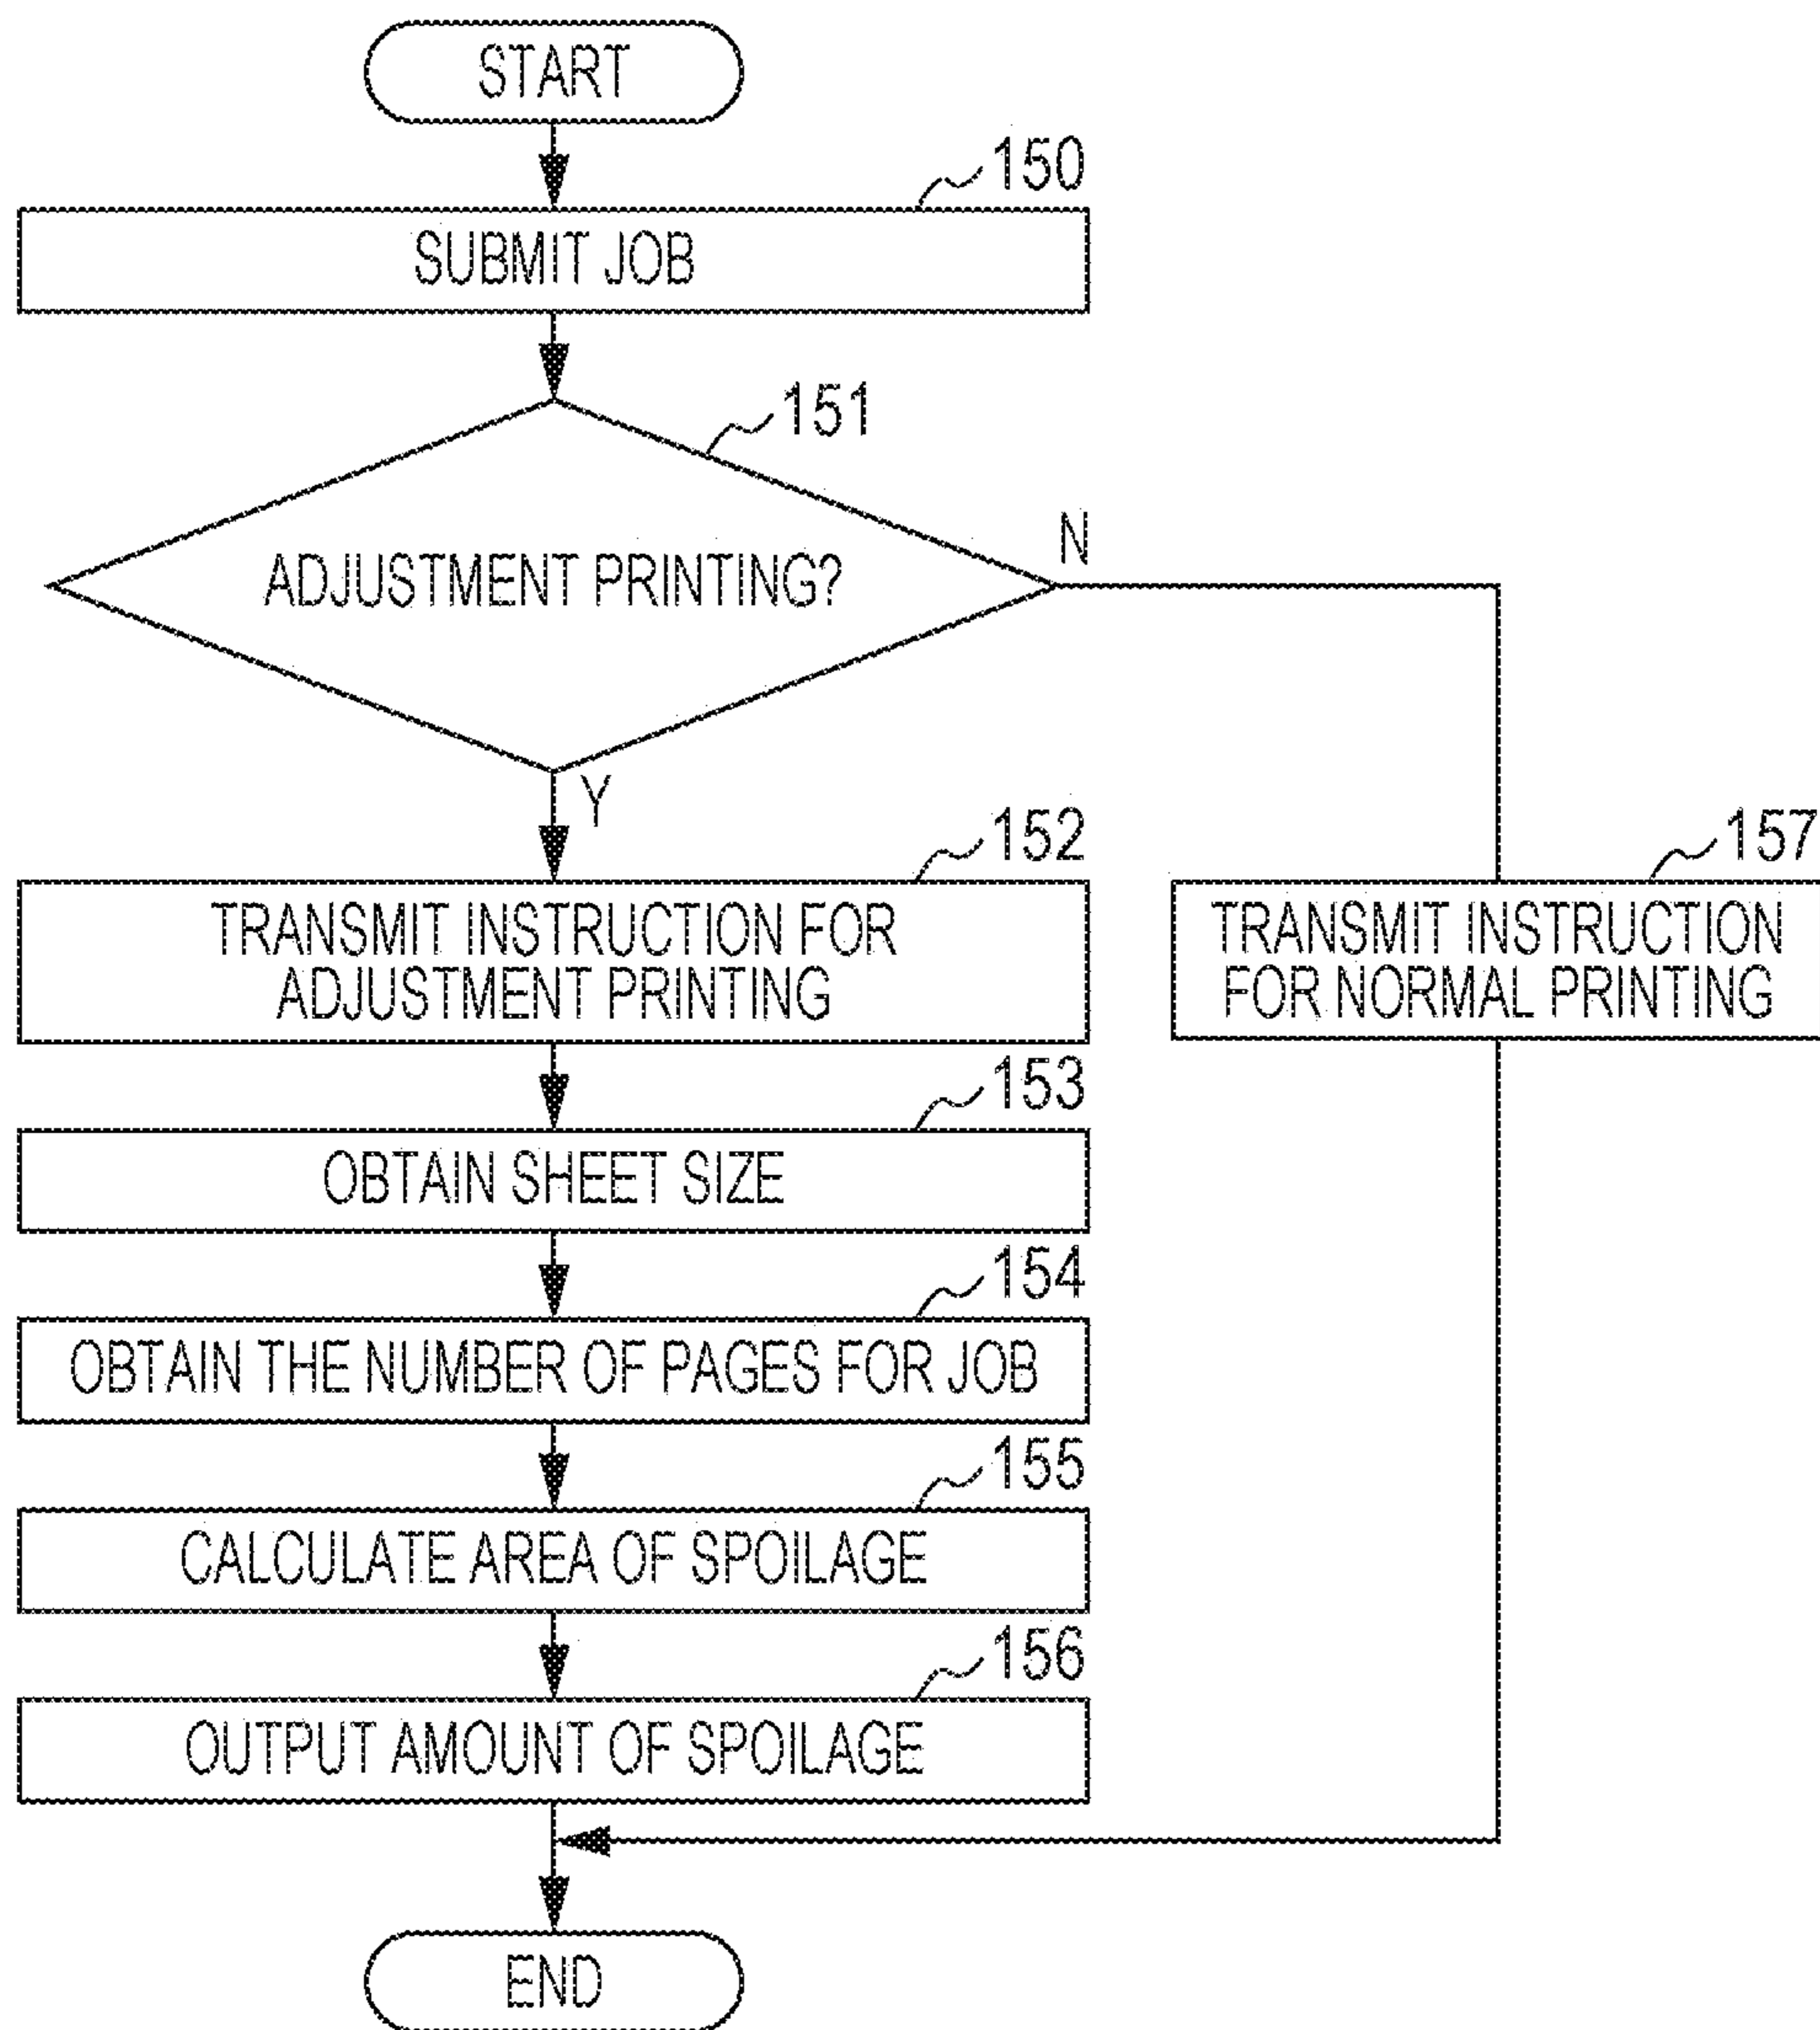 START
150
SUBMIT JOB
151
ADJUSTMENT PRINTING?
N
Y
152
TRANSMIT INSTRUCTION FOR
ADJUSTMENT PRINTING
157
TRANSMIT INSTRUCTION
FOR NORMAL PRINTING
153
OBTAIN SHEET SIZE
154
OBTAIN THE NUMBER OF PAGES FOR JOB
155
CALCULATE AREA OF SPOILAGE
156
OUTPUT AMOUNT OF SPOILAGE
END